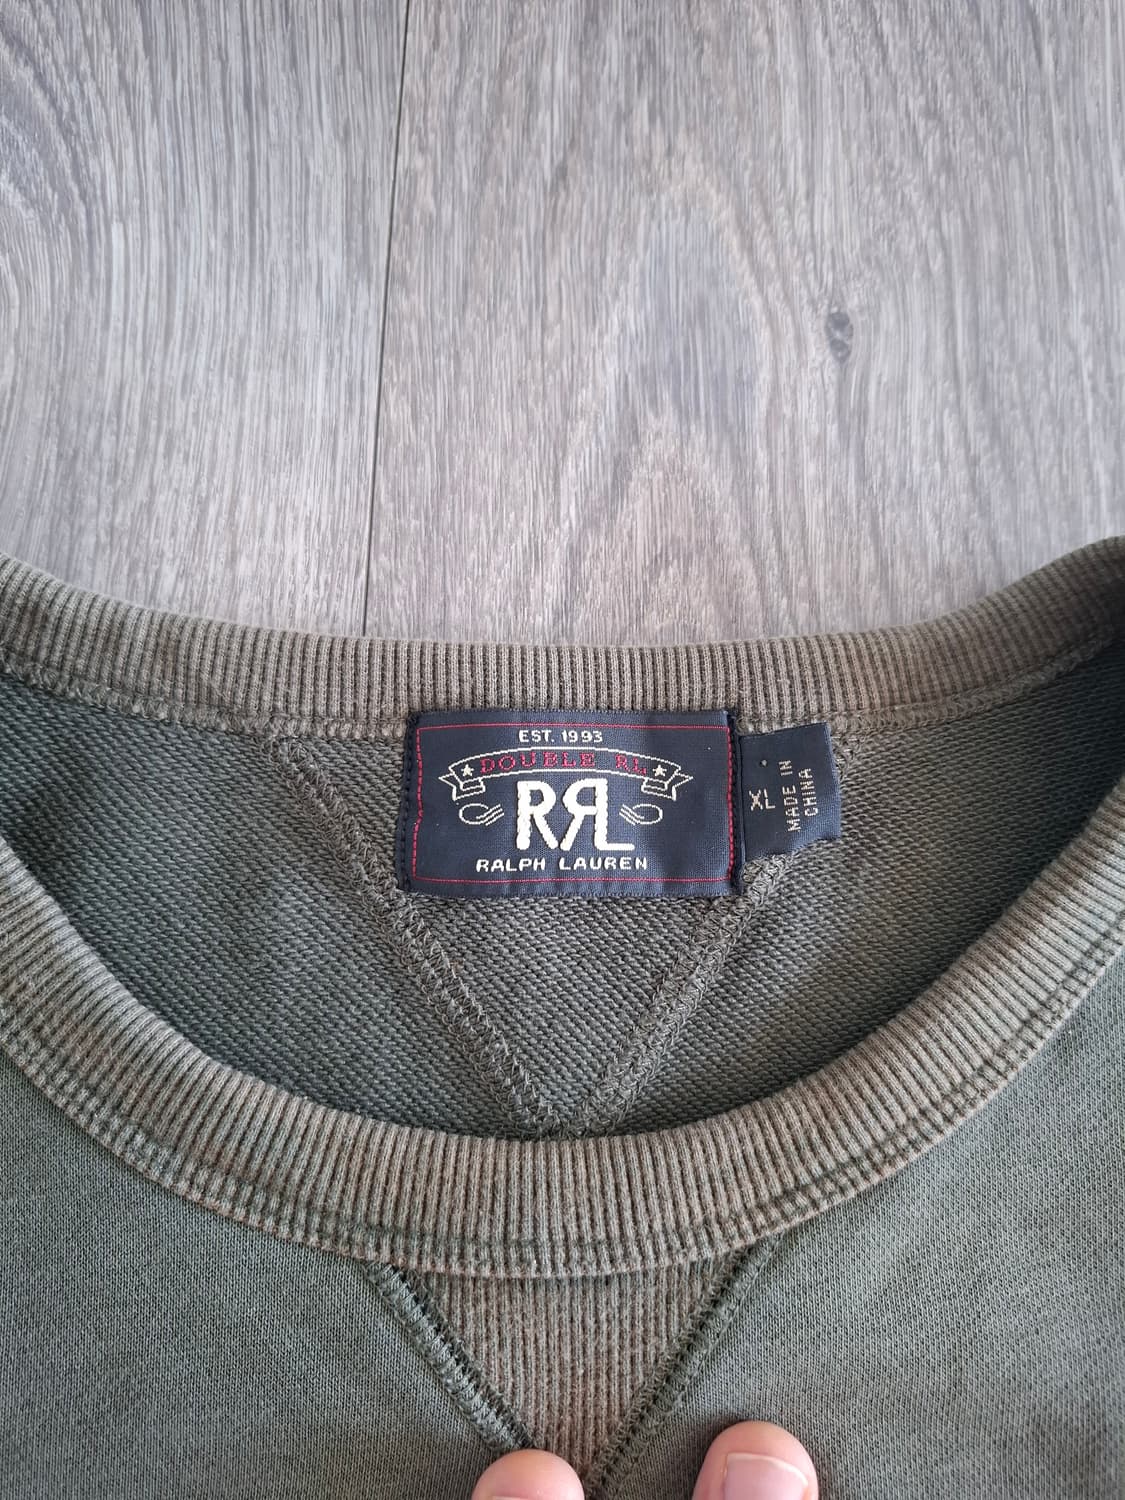 EST. 1993
DOUBLE RL
RRL
RALPH LAUREN
XL
MADE IN
CHINA